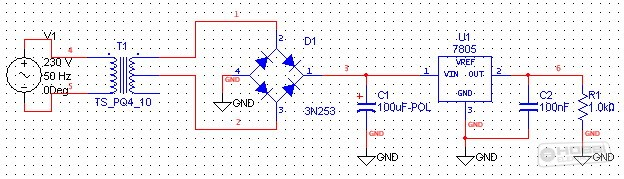 1
V1
T1
D1
U1
7805
VREF
VIN OUT
GND
4
230 V
50 Hz
0Deg
5
TS_PQ4_10
2
4
GND
1
3
3N253
GND
2
3
C1
100uF-POL
GND
GND
1
2
3
GND
GND
6
C2
100nF
R1
1.0kΩ
GND
GND